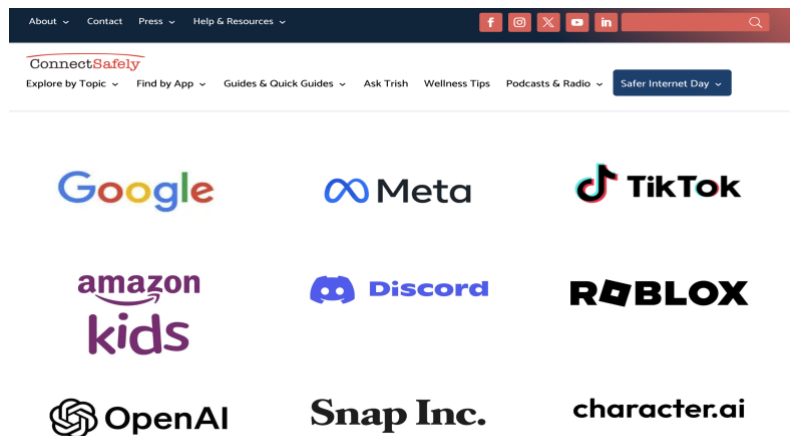 About Contact Press Help & Resources
ConnectSafely
Explore by Topic Find by App Guides & Quick Guides Ask Trish Wellness Tips Podcasts & Radio Safer Internet Day
Google Meta TikTok
amazon kids Discord ROBLOX
OpenAI Snap Inc. character.ai